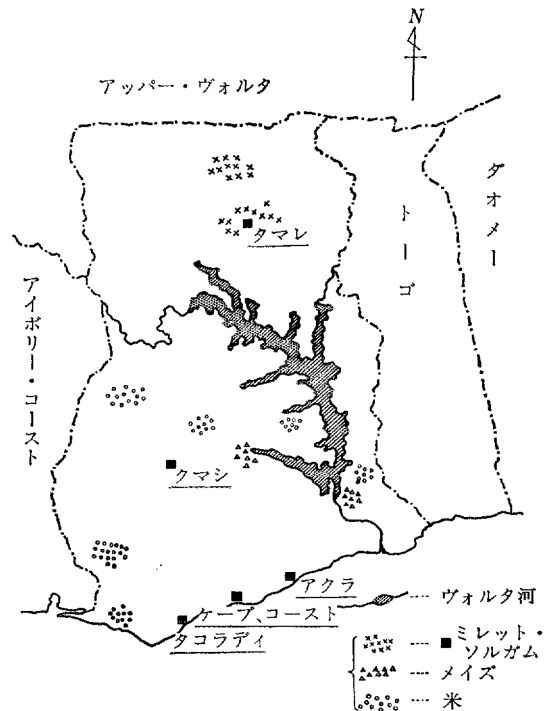 N
アッパー・ヴォルタ
ダオメー
トーゴ
アイボリー・コースト
タマレ
クマシ
アクラ
ケープ、コースト
タコラディ
ヴォルタ河
ミレット・
ソルガム
メイズ
米